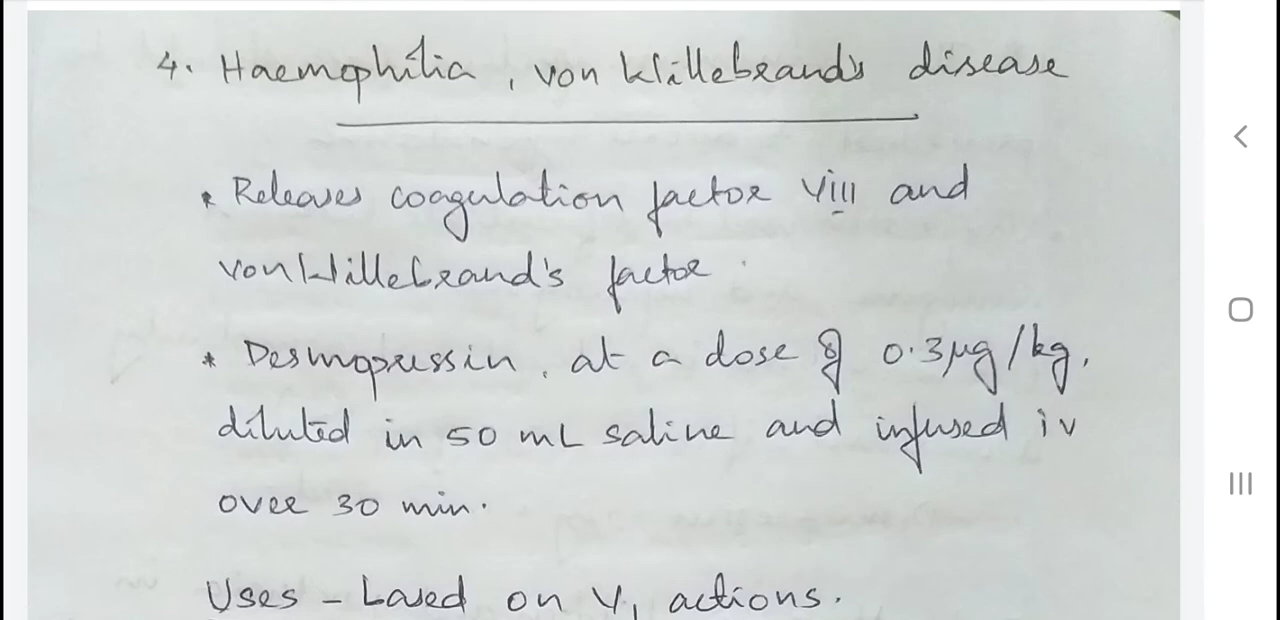 4. Haemophilia, von Willebrand's disease
* Releases coagulation factor VIII and
von Willebrand's factor.
* Desmopressin, at a dose of 0.3μg/kg,
diluted in 50 mL saline and infused iv
over 30 min.
Uses - based on V₁ actions.